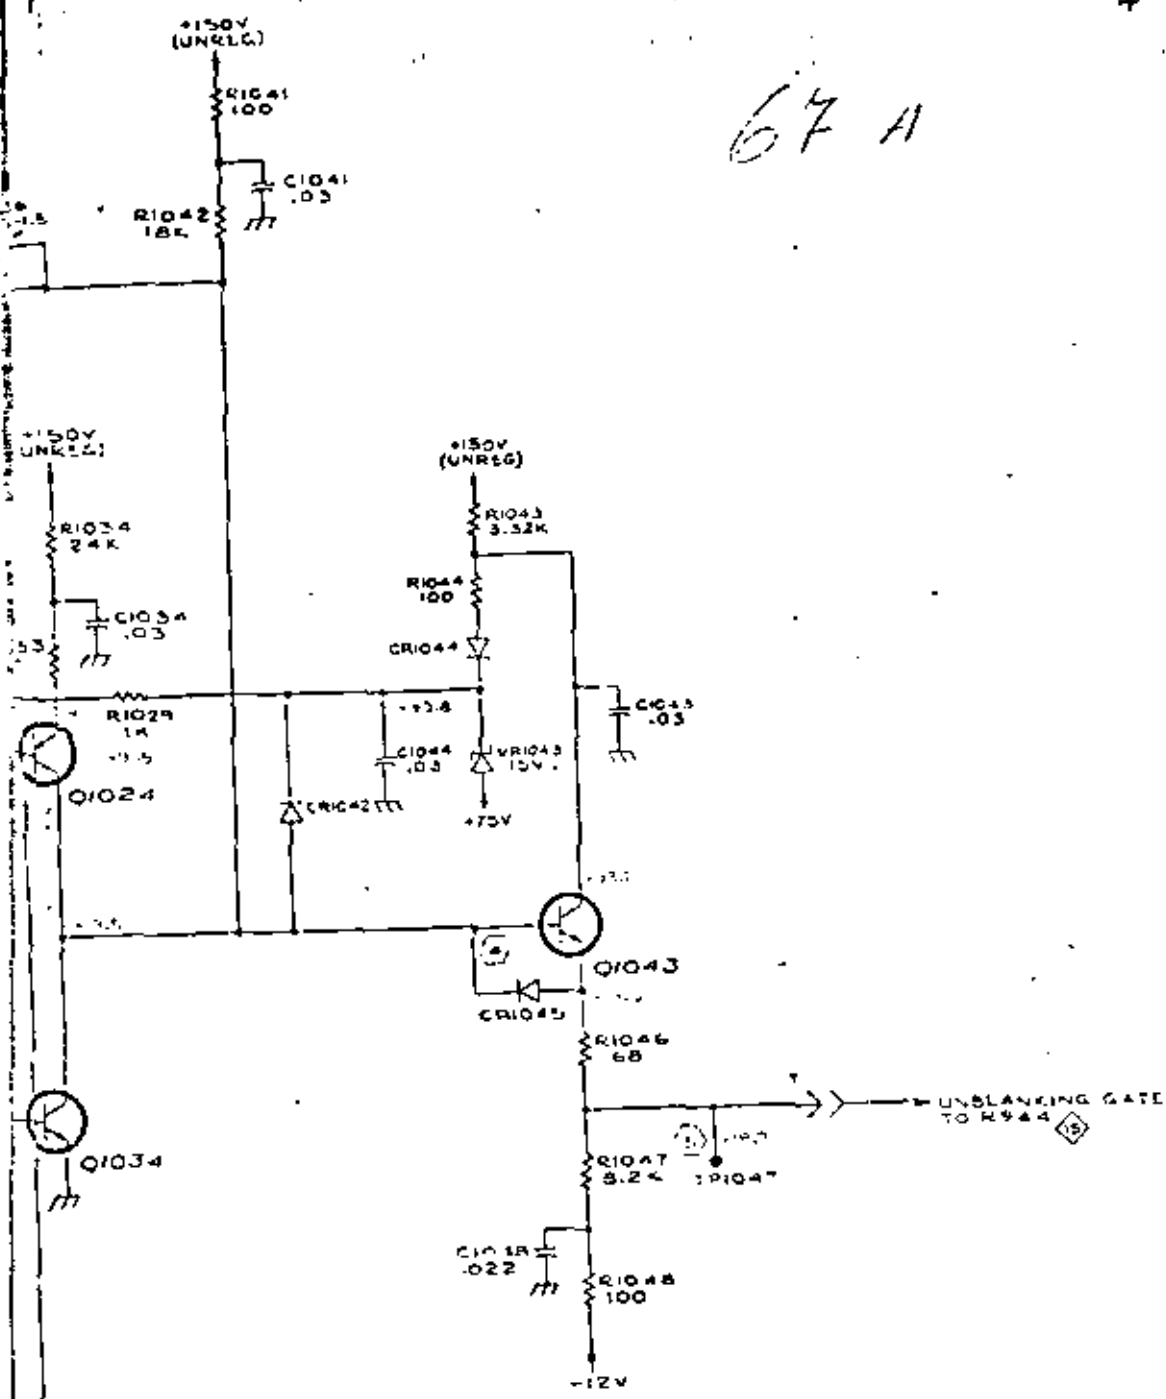 +150V
(UNREG)
R1041
100
67 A
C1041
.03
R1042
18K
+150V
UNREG)
+150V
(UNREG)
R1034
24K
R1043
3.32K
R1044
100
C1034
.03
CR1044
R1029
1K
C1043
.03
C1044
.03
VR1043
15V
Q1024
CR1042
+75V
Q1043
CR1045
R1046
68
UNBLANKING GATE
TO R944
15
R1047
8.2K
TP1047
Q1034
.022
R1048
100
-12V